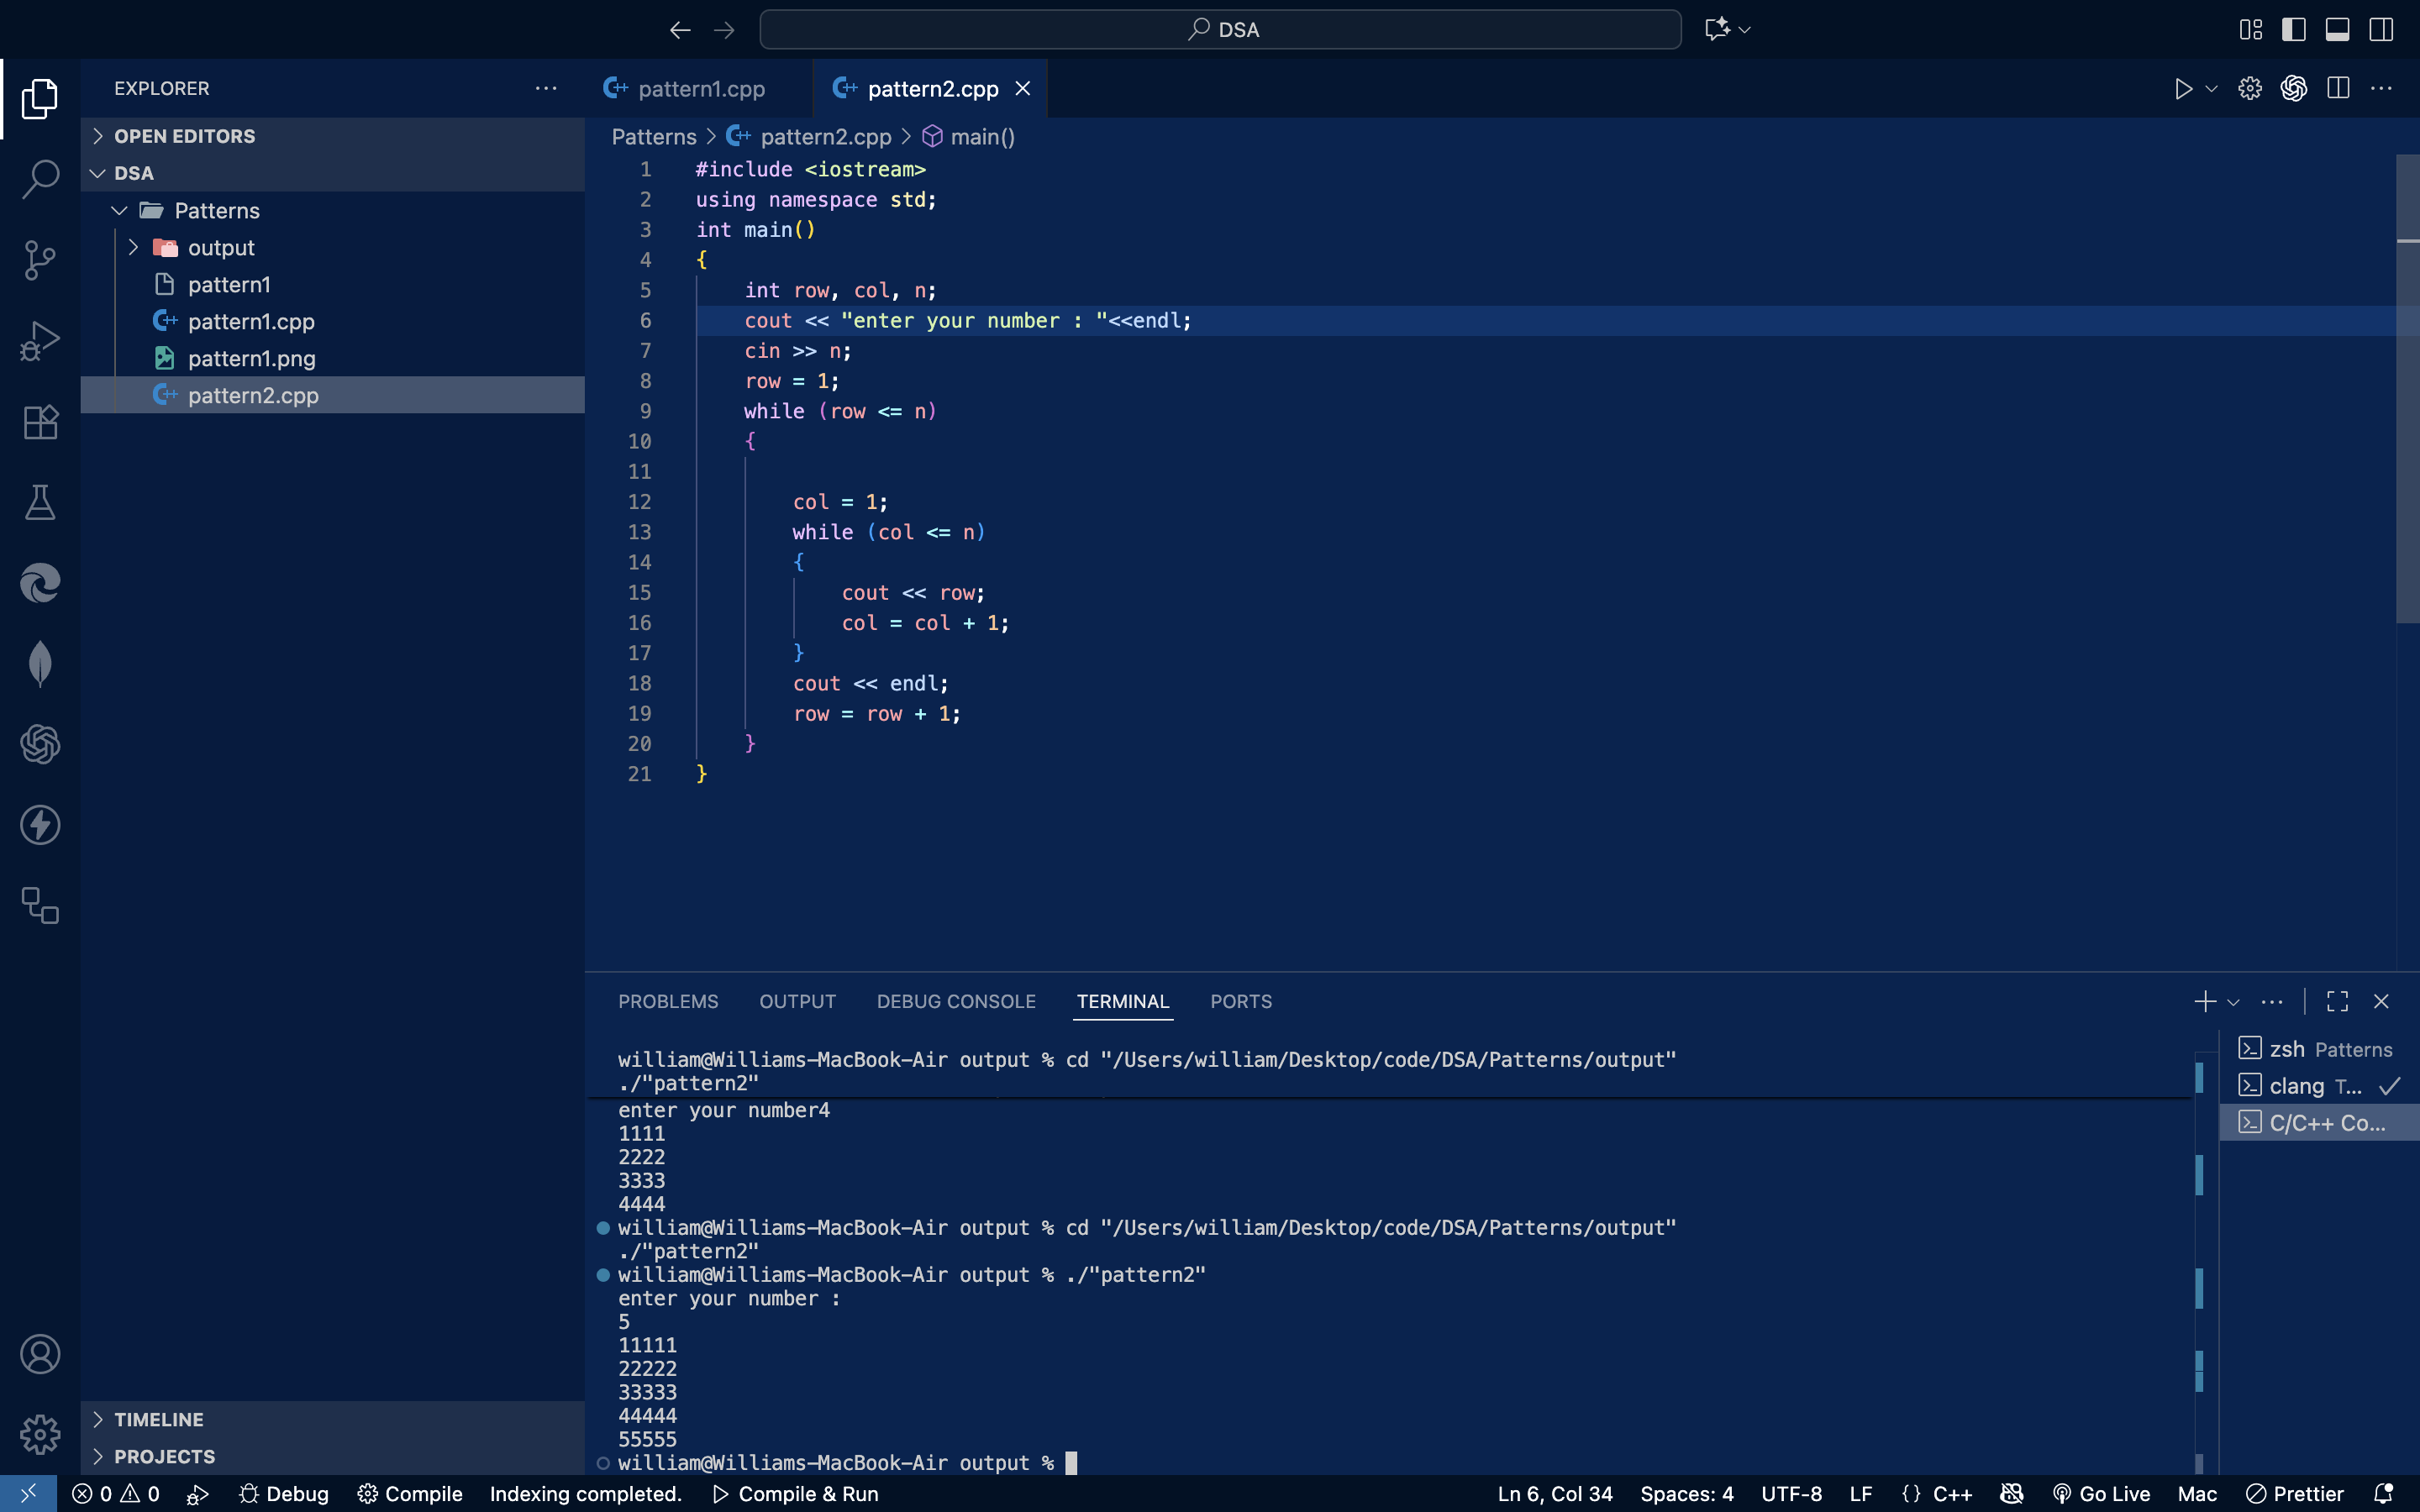 DSA
EXPLORER
OPEN EDITORS
DSA
Patterns
output
pattern1
pattern1.cpp
pattern1.png
pattern2.cpp
TIMELINE
PROJECTS
pattern1.cpp
pattern2.cpp
Patterns > pattern2.cpp > main()
1 #include <iostream>
2 using namespace std;
3 int main()
4 {
5 int row, col, n;
6 cout << "enter your number : "<<endl;
7 cin >> n;
8 row = 1;
9 while (row <= n)
10 {
11
12 col = 1;
13 while (col <= n)
14 {
15 cout << row;
16 col = col + 1;
17 }
18 cout << endl;
19 row = row + 1;
20 }
21 }
PROBLEMS OUTPUT DEBUG CONSOLE TERMINAL PORTS
william@Williams-MacBook-Air output % cd "/Users/william/Desktop/code/DSA/Patterns/output"
./"pattern2"
enter your number4
1111
2222
3333
4444
william@Williams-MacBook-Air output % cd "/Users/william/Desktop/code/DSA/Patterns/output"
./"pattern2"
william@Williams-MacBook-Air output % ./"pattern2"
enter your number :
5
11111
22222
33333
44444
55555
william@Williams-MacBook-Air output %
zsh Patterns
clang T...
C/C++ Co...
0 0 Debug Compile Indexing completed. Compile & Run Ln 6, Col 34 Spaces: 4 UTF-8 LF {} C++ Go Live Mac Prettier